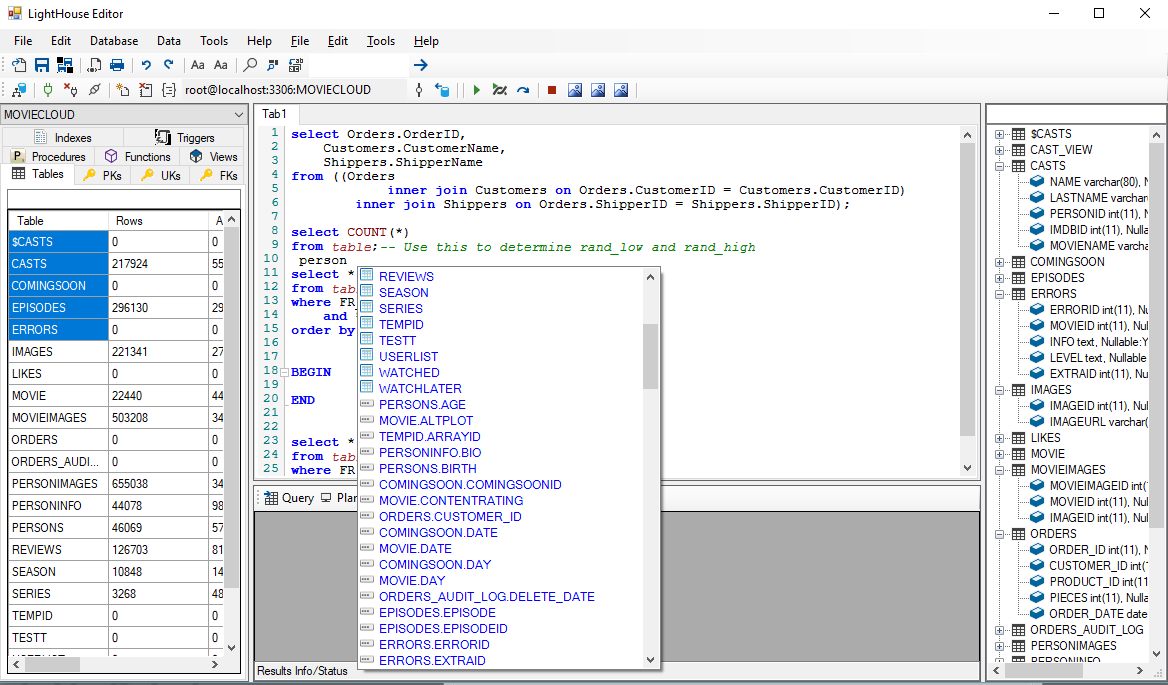 LightHouse Editor
File Edit Database Data Tools Help File Edit Tools Help
Aa Aa
root@localhost:3306:MOVIECLOUD
MOVIECLOUD
Indexes Triggers
Procedures Functions Views
Tables PKs UKs FKs
Table Rows A
$CASTS 0 0
CASTS 217924 55
COMINGSOON 0 0
EPISODES 296130 29
ERRORS 0 0
IMAGES 221341 27
LIKES 0 0
MOVIE 22440 44
MOVIEIMAGES 503208 34
ORDERS 0 0
ORDERS_AUDI... 0 0
PERSONIMAGES 655038 34
PERSONINFO 44078 98
PERSONS 46069 57
REVIEWS 126703 81
SEASON 10848 14
SERIES 3268 48
TEMPID 0 0
TESTT 0 0
Tab1
1 select Orders.OrderID,
2 Customers.CustomerName,
3 Shippers.ShipperName
4 from ((Orders
5 inner join Customers on Orders.CustomerID = Customers.CustomerID)
6 inner join Shippers on Orders.ShipperID = Shippers.ShipperID);
7
8 select COUNT(*)
9 from table;-- Use this to determine rand_low and rand_high
10 person
11 select *
12 from tab
13 where FR
14 and
15 order by
16
17
18 BEGIN
19
20 END
21
22
23 select *
24 from tab
25 where FR
REVIEWS
SEASON
SERIES
TEMPID
TESTT
USERLIST
WATCHED
WATCHLATER
PERSONS.AGE
MOVIE.ALTPLOT
TEMPID.ARRAYID
PERSONINFO.BIO
PERSONS.BIRTH
COMINGSOON.COMINGSOONID
MOVIE.CONTENTRATING
ORDERS.CUSTOMER_ID
COMINGSOON.DATE
MOVIE.DATE
COMINGSOON.DAY
MOVIE.DAY
ORDERS_AUDIT_LOG.DELETE_DATE
EPISODES.EPISODE
EPISODES.EPISODEID
ERRORS.ERRORID
ERRORS.EXTRAID
Query Plan
Results Info/Status
$CASTS
CAST_VIEW
CASTS
NAME varchar(80), N
LASTNAME varchar
PERSONID int(11), N
IMDBID int(11), Nulla
MOVIENAME varcha
COMINGSOON
EPISODES
ERRORS
ERRORID int(11), Nul
MOVIEID int(11), Nul
INFO text, Nullable:Y
LEVEL text, Nullable
EXTRAID int(11), Nu
IMAGES
IMAGEID int(11), Nul
IMAGEURL varchar(
LIKES
MOVIE
MOVIEIMAGES
MOVIEIMAGEID int(
MOVIEID int(11), Nul
IMAGEID int(11), Nul
ORDERS
ORDER_ID int(11), N
CUSTOMER_ID int(
PRODUCT_ID int(11
PIECES int(11), Nulla
ORDER_DATE date
ORDERS_AUDIT_LOG
PERSONIMAGES
PERSONINFO